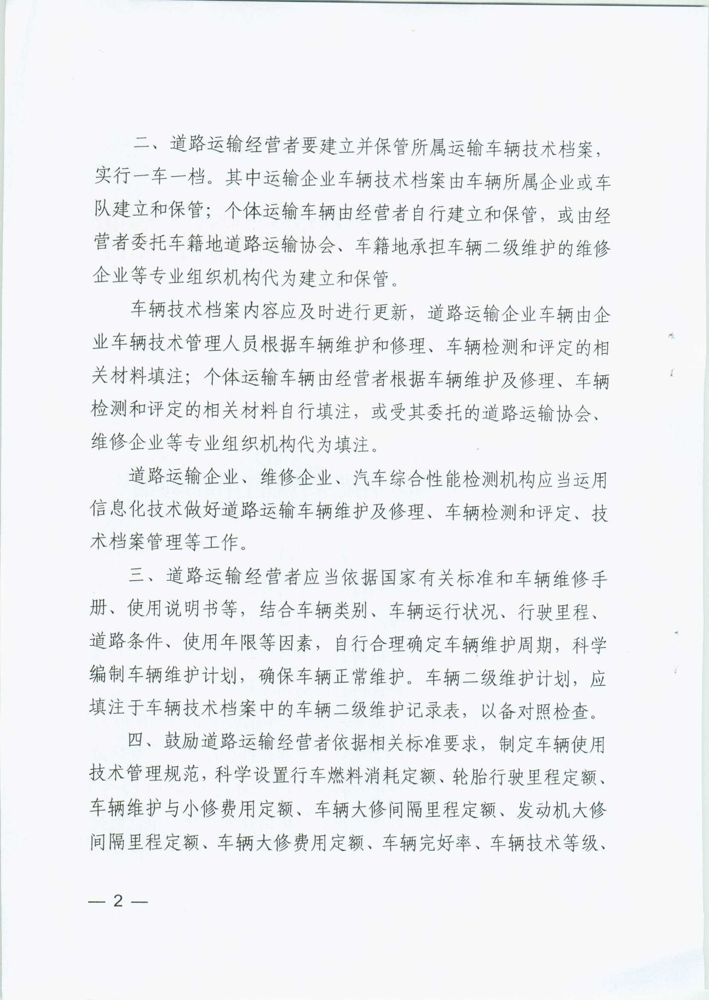 二、道路运输经营者要建立并保管所属运输车辆技术档案，
实行一车一档。其中运输企业车辆技术档案由车辆所属企业或车
队建立和保管；个体运输车辆由经营者自行建立和保管，或由经
营者委托车籍地道路运输协会、车籍地承担车辆二级维护的维修
企业等专业组织机构代为建立和保管。
车辆技术档案内容应及时进行更新，道路运输企业车辆由企
业车辆技术管理人员根据车辆维护和修理、车辆检测和评定的相
关材料填注；个体运输车辆由经营者根据车辆维护及修理、车辆
检测和评定的相关材料自行填注，或受其委托的道路运输协会、
维修企业等专业组织机构代为填注。
道路运输企业、维修企业、汽车综合性能检测机构应当运用
信息化技术做好道路运输车辆维护及修理、车辆检测和评定、技
术档案管理等工作。
三、道路运输经营者应当依据国家有关标准和车辆维修手
册、使用说明书等，结合车辆类别、车辆运行状况、行驶里程、
道路条件、使用年限等因素，自行合理确定车辆维护周期，科学
编制车辆维护计划，确保车辆正常维护。车辆二级维护计划，应
填注于车辆技术档案中的车辆二级维护记录表，以备对照检查。
四、鼓励道路运输经营者依据相关标准要求，制定车辆使用
技术管理规范，科学设置行车燃料消耗定额、轮胎行驶里程定额、
车辆维护与小修费用定额、车辆大修间隔里程定额、发动机大修
间隔里程定额、车辆大修费用定额、车辆完好率、车辆技术等级、
— 2 —